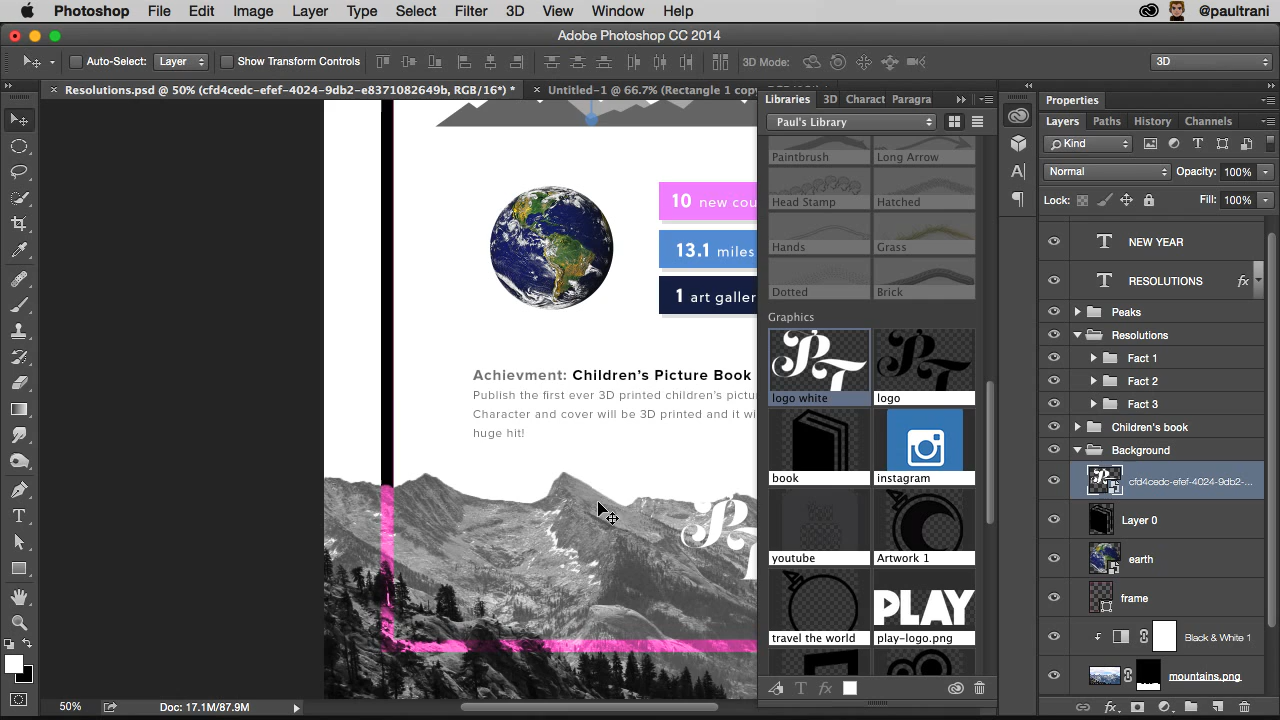 Photoshop File Edit Image Layer Type Select Filter 3D View Window Help @paultrani
Adobe Photoshop CC 2014
Auto-Select: Layer Show Transform Controls 3D Mode: 3D
Resolutions.psd @ 50% (cfd4cedc-efef-4024-9db2-e8371082649b, RGB/16*) *
Untitled-1 @ 66.7% (Rectangle 1 copy
10 new cou
13.1 miles
1 art galler
Achievment: Children's Picture Book
Publish the first ever 3D printed children's pictu
Character and cover will be 3D printed and it wi
huge hit!
Libraries 3D Charact Paragra
Paul's Library
Paintbrush Long Arrow
Head Stamp Hatched
Hands Grass
Dotted Brick
Graphics
logo white logo
book instagram
youtube Artwork 1
PLAY
travel the world play-logo.png
Properties
Layers Paths History Channels
Kind
Normal Opacity: 100%
Lock: Fill: 100%
T NEW YEAR
T RESOLUTIONS fx
Peaks
Resolutions
Fact 1
Fact 2
Fact 3
Children's book
Background
cfd4cedc-efef-4024-9db2-...
Layer 0
earth
frame
Black & White 1
mountains.png
50% Doc: 17.1M/87.9M